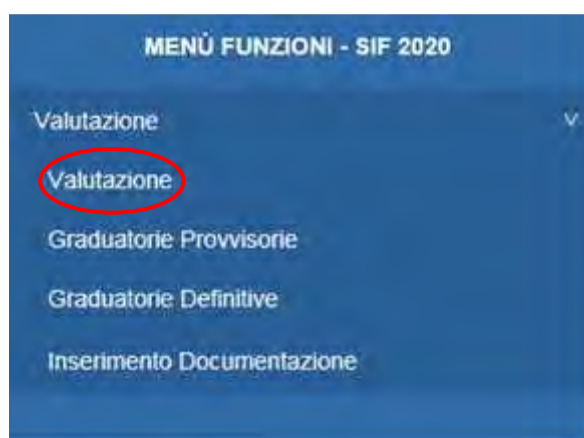 MENÙ FUNZIONI - SIF 2020
Valutazione
Valutazione
Graduatorie Provvisorie
Graduatorie Definitive
Inserimento Documentazione